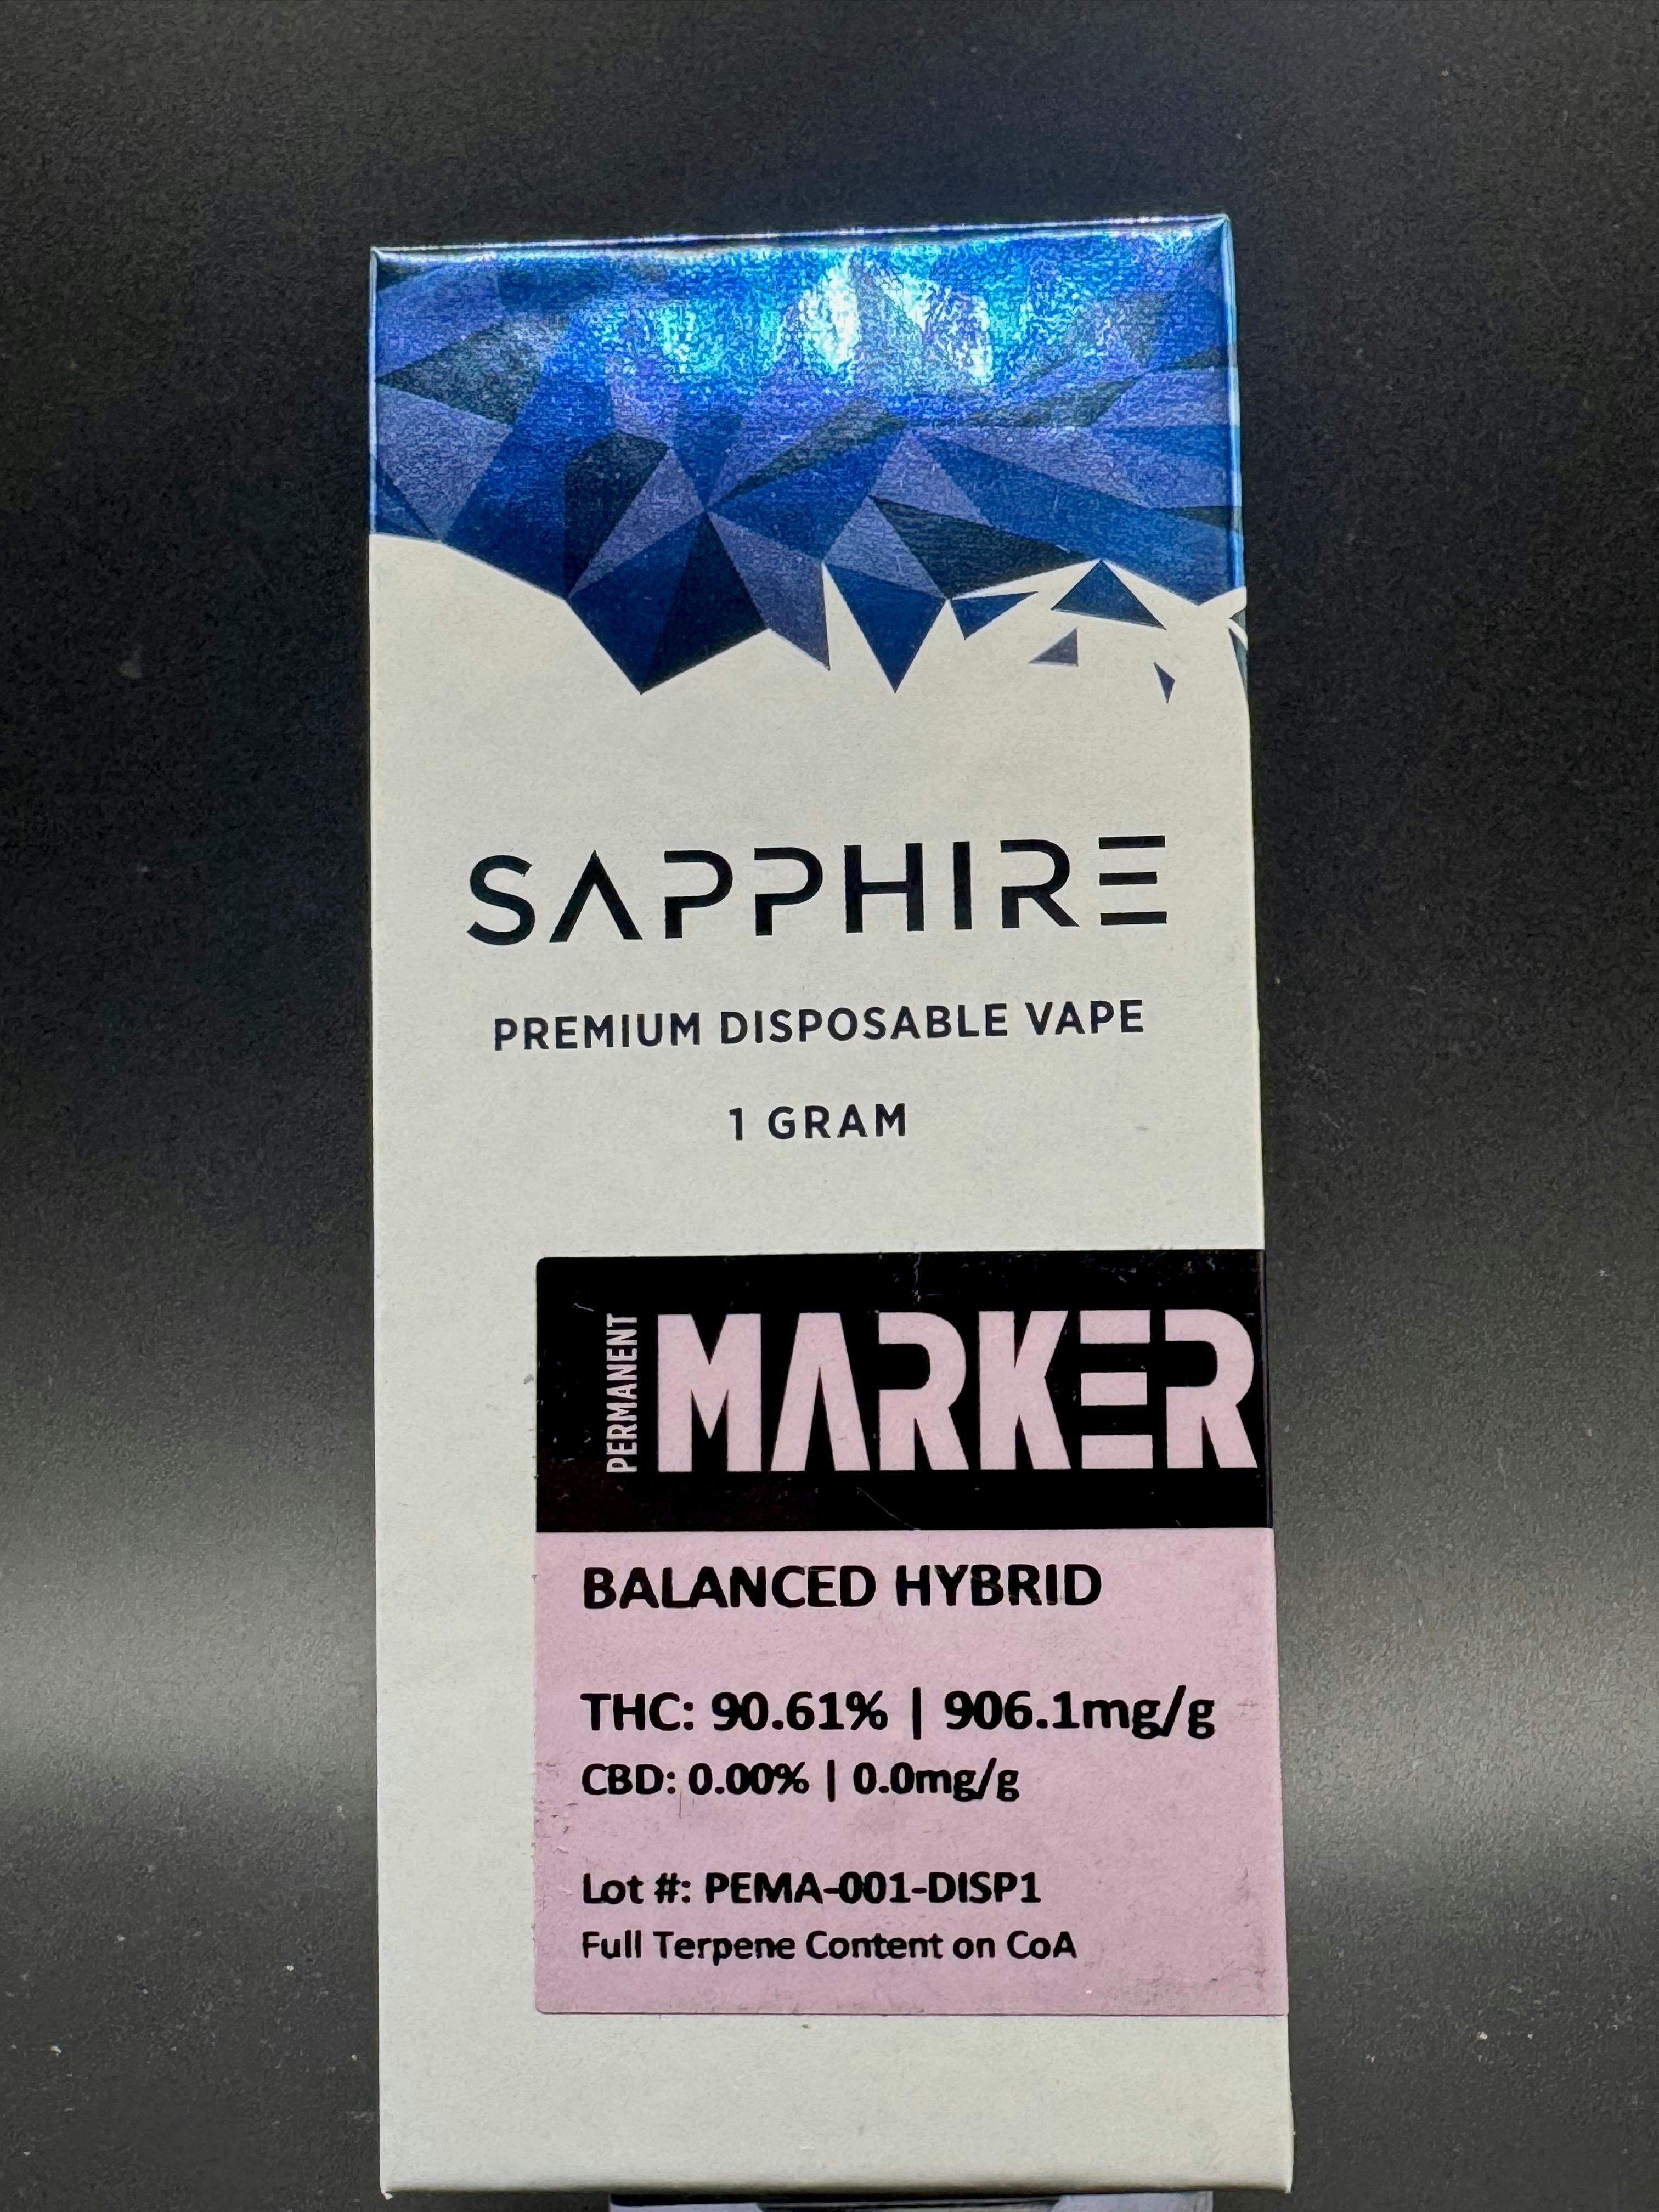 SAPPHIRE
PREMIUM DISPOSABLE VAPE
1 GRAM
PERMANENT
MARKER
BALANCED HYBRID
THC: 90.61% | 906.1mg/g
CBD: 0.00% | 0.0mg/g
Lot #: PEMA-001-DISP1
Full Terpene Content on CoA